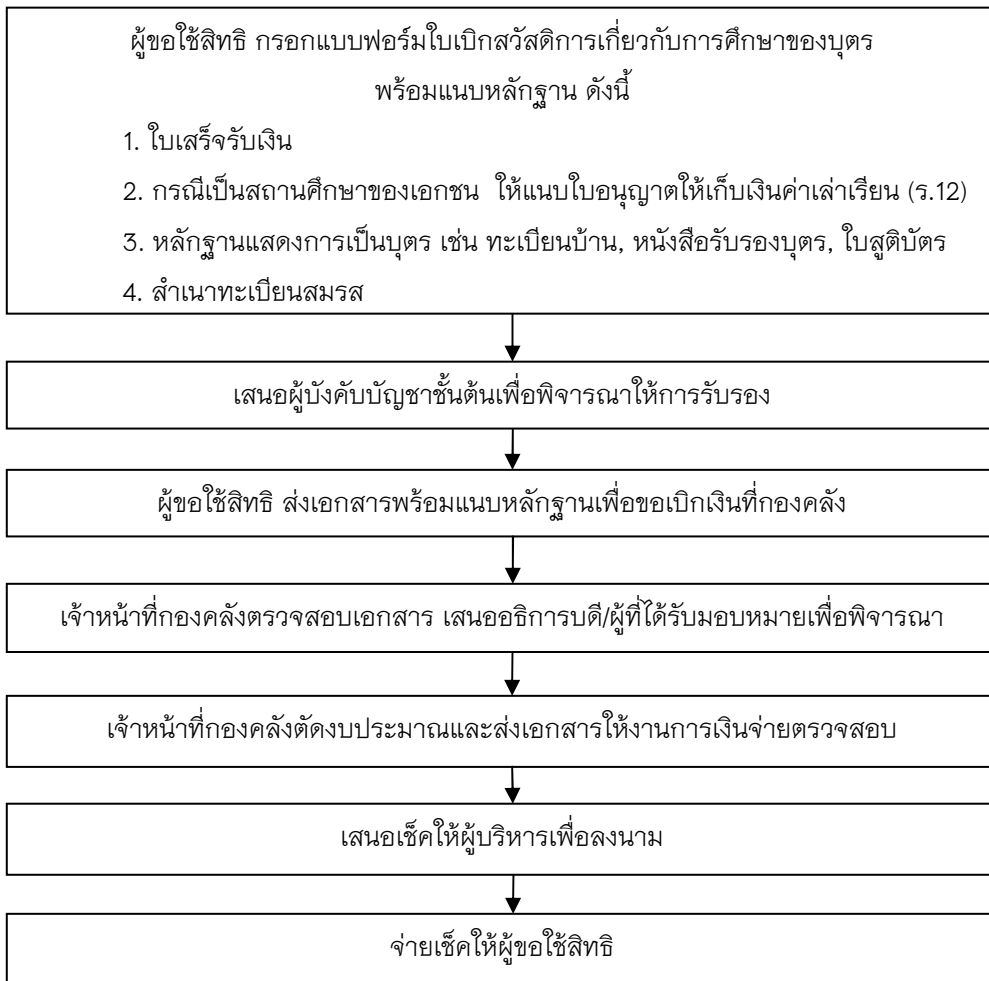 ผู้ขอใช้สิทธิ กรอกแบบฟอร์มใบเบิกสวัสดิการเกี่ยวกับการศึกษาของบุตร
พร้อมแนบหลักฐาน ดังนี้
1. ใบเสร็จรับเงิน
2. กรณีเป็นสถานศึกษาของเอกชน ให้แนบใบอนุญาตให้เก็บเงินค่าเล่าเรียน (ร.12)
3. หลักฐานแสดงการเป็นบุตร เช่น ทะเบียนบ้าน, หนังสือรับรองบุตร, ใบสูติบัตร
4. สำเนาทะเบียนสมรส
เสนอผู้บังคับบัญชาชั้นต้นเพื่อพิจารณาให้การรับรอง
ผู้ขอใช้สิทธิ ส่งเอกสารพร้อมแนบหลักฐานเพื่อขอเบิกเงินที่กองคลัง
เจ้าหน้าที่กองคลังตรวจสอบเอกสาร เสนออธิการบดี/ผู้ที่ได้รับมอบหมายเพื่อพิจารณา
เจ้าหน้าที่กองคลังตัดงบประมาณและส่งเอกสารให้งานการเงินจ่ายตรวจสอบ
เสนอเช็คให้ผู้บริหารเพื่อลงนาม
จ่ายเช็คให้ผู้ขอใช้สิทธิ